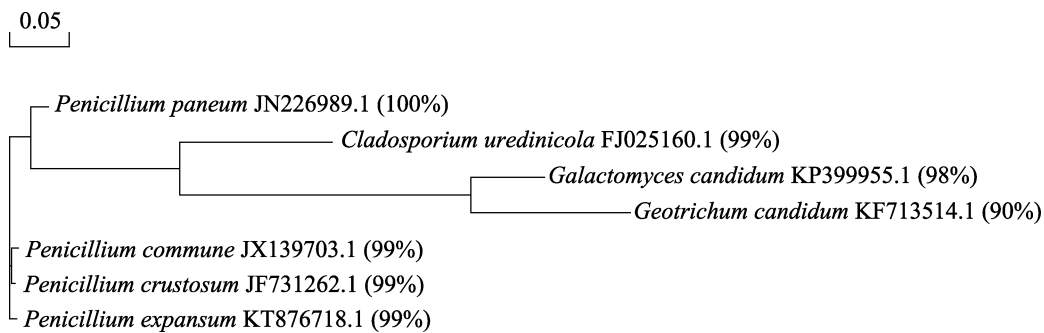 0.05
Penicillium paneum JN226989.1 (100%)
Cladosporium uredinicola FJ025160.1 (99%)
Galactomyces candidum KP399955.1 (98%)
Geotrichum candidum KF713514.1 (90%)
Penicillium commune JX139703.1 (99%)
Penicillium crustosum JF731262.1 (99%)
Penicillium expansum KT876718.1 (99%)